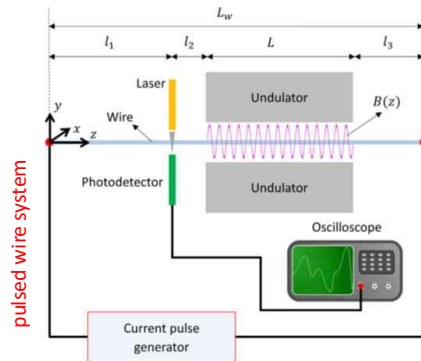 L_w
l_1
l_2
L
l_3
Laser
Undulator
B(z)
y
x
z
Wire
Photodetector
Undulator
Oscilloscope
pulsed wire system
Current pulse
generator